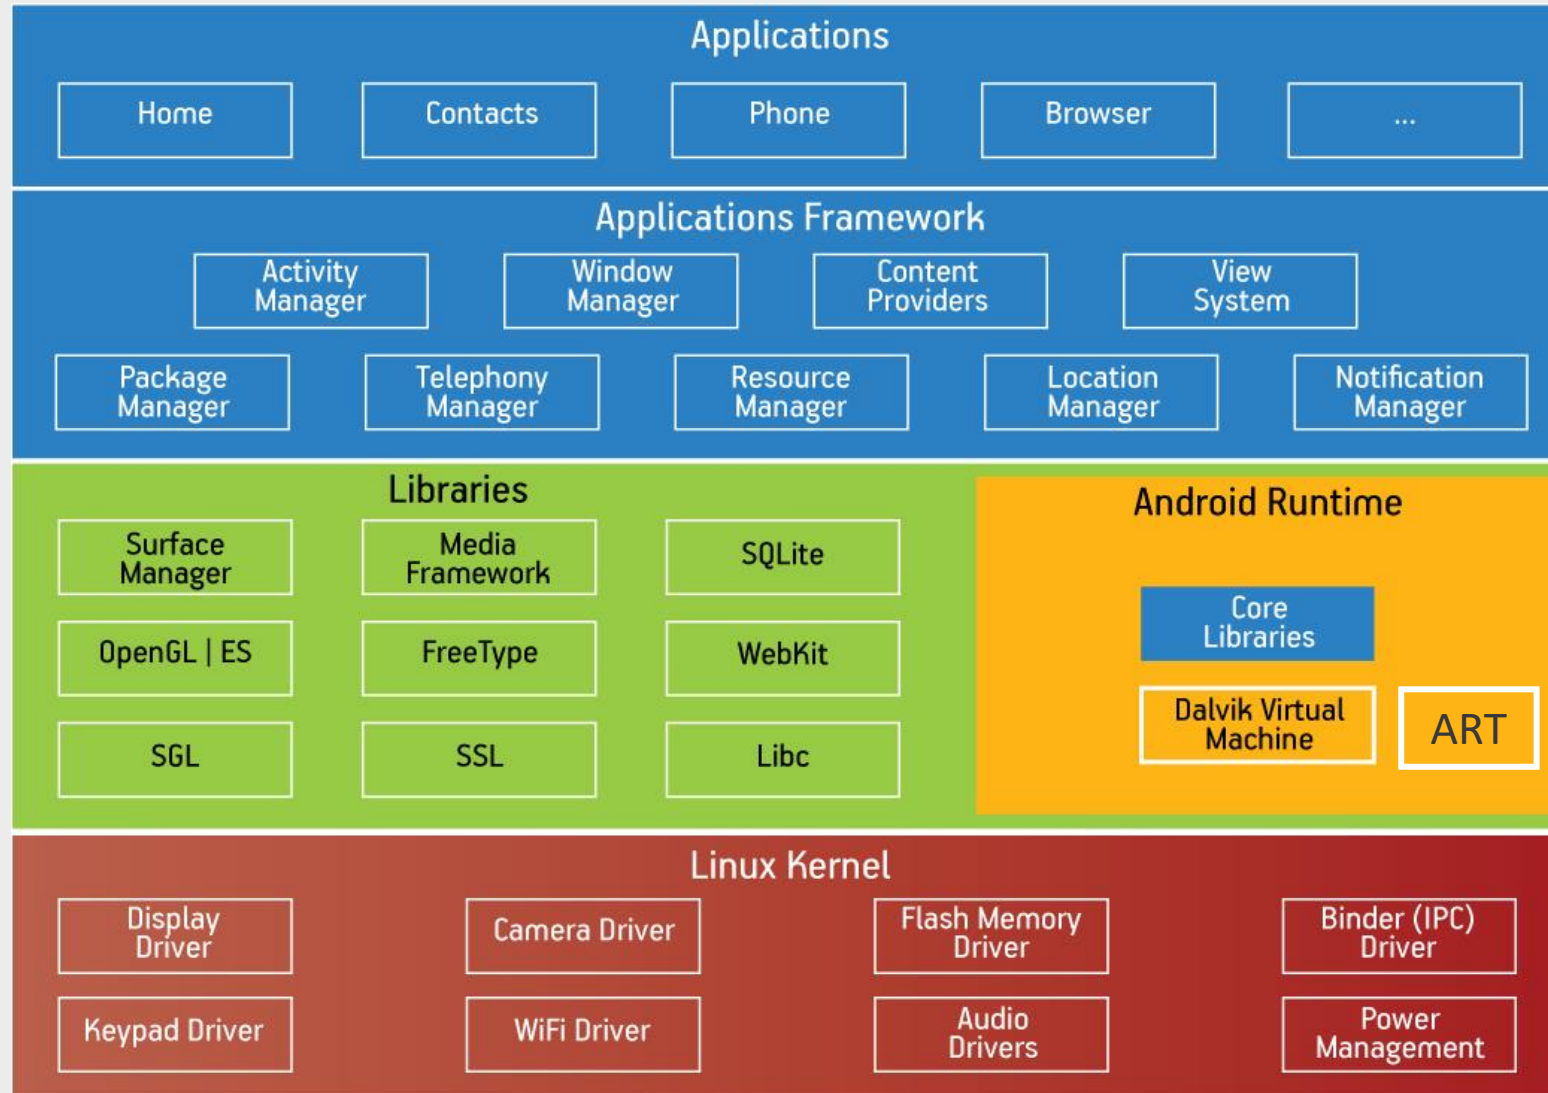 Applications
Home
Contacts
Phone
Browser
...
Applications Framework
Activity
Manager
Window
Manager
Content
Providers
View
System
Package
Manager
Telephony
Manager
Resource
Manager
Location
Manager
Notification
Manager
Libraries
Surface
Manager
Media
Framework
SQLite
OpenGL | ES
FreeType
WebKit
SGL
SSL
Libc
Android Runtime
Core
Libraries
Dalvik Virtual
Machine
ART
Linux Kernel
Display
Driver
Camera Driver
Flash Memory
Driver
Binder (IPC)
Driver
Keypad Driver
WiFi Driver
Audio
Drivers
Power
Management